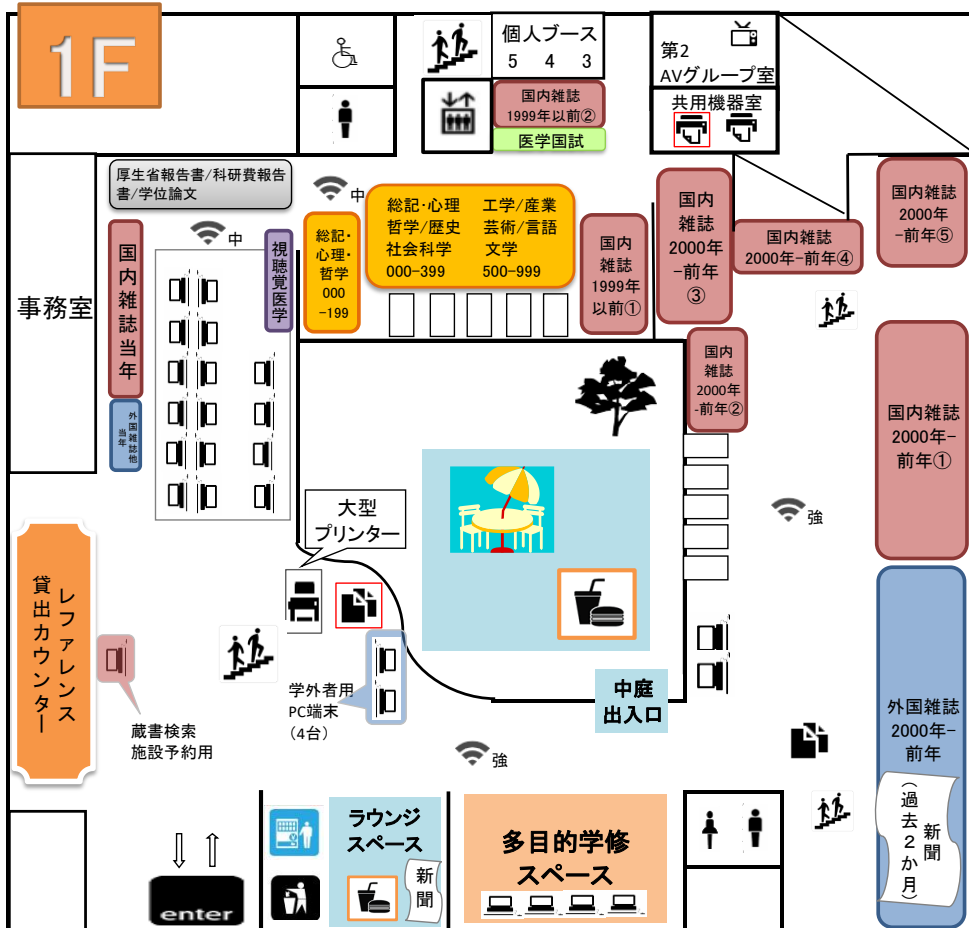 1F
個人ブース
5 4 3
第2
AVグループ室
共用機器室
国内雑誌
1999年以前②
医学国試
厚生省報告書/科研費報告
書/学位論文
中
中
国内雑誌当年
外国雑誌他
当年
視聴覚医学
総記・
心理・
哲学
000
-199
総記・心理
哲学/歴史
社会科学
000-399
工学/産業
芸術/言語
文学
500-999
国内
雑誌
1999年
以前①
国内
雑誌
2000年
-前年
③
国内雑誌
2000年-前年④
国内雑誌
2000年
-前年⑤
事務室
国内
雑誌
2000年
-前年②
国内雑誌
2000年-
前年①
大型
プリンター
強
レファレンス
貸出カウンター
蔵書検索
施設予約用
学外者用
PC端末
(4台)
中庭
出入口
強
外国雑誌
2000年-
前年
新聞
(過去2か月)
enter
ラウンジ
スペース
新聞
多目的学修
スペース